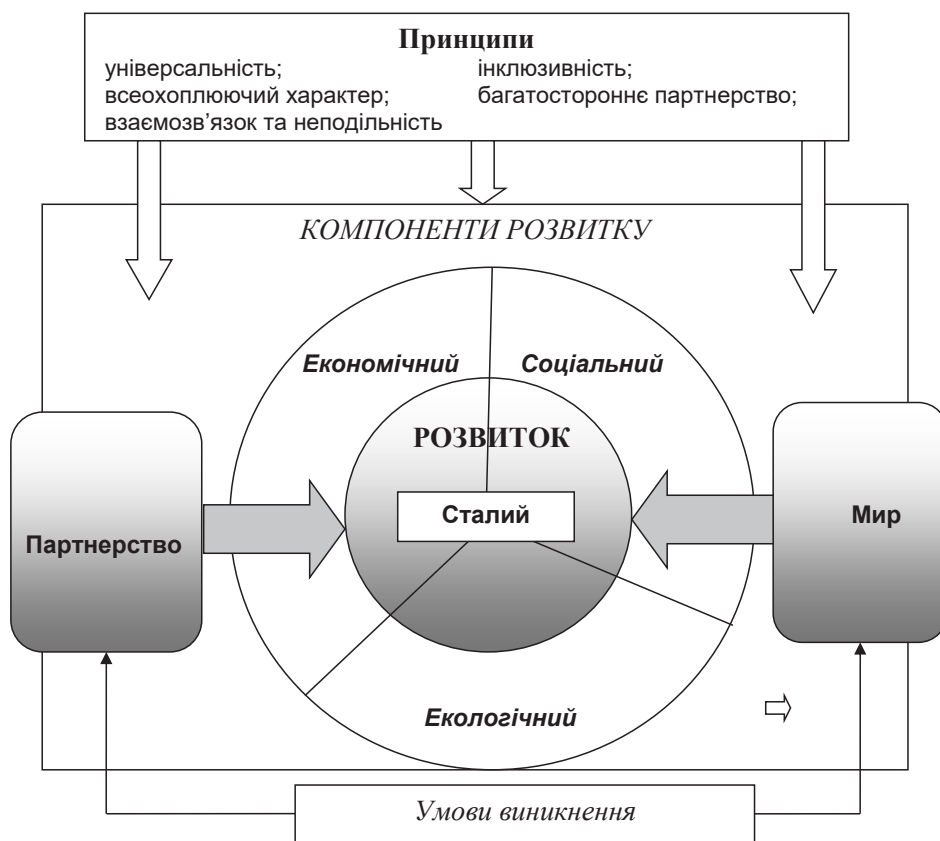 Принципи
універсальність; інклюзивність;
всеохоплюючий характер; багатостороннє партнерство;
взаємозв'язок та неподільність
КОМПОНЕНТИ РОЗВИТКУ
Економічний Соціальний
РОЗВИТОК
Сталий
Партнерство
Мир
Екологічний
Умови виникнення